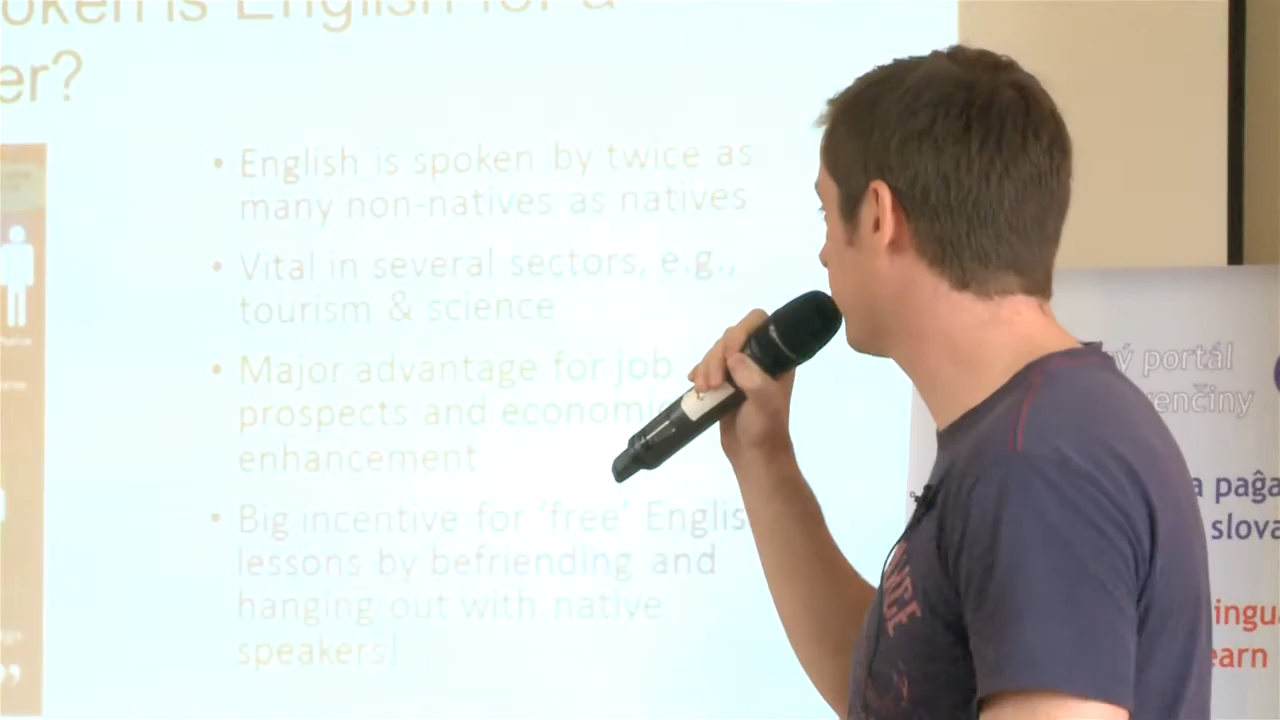 oken is English for a
er?
• English is spoken by twice as
many non-natives as natives
• Vital in several sectors, e.g.,
tourism & science
• Major advantage for job
prospects and economic
enhancement
• Big incentive for ‘free’ Englis
lessons by befriending and
hanging out with native
speakers!
ý portál
venčiny
a paĝa
slova
ingua
earn